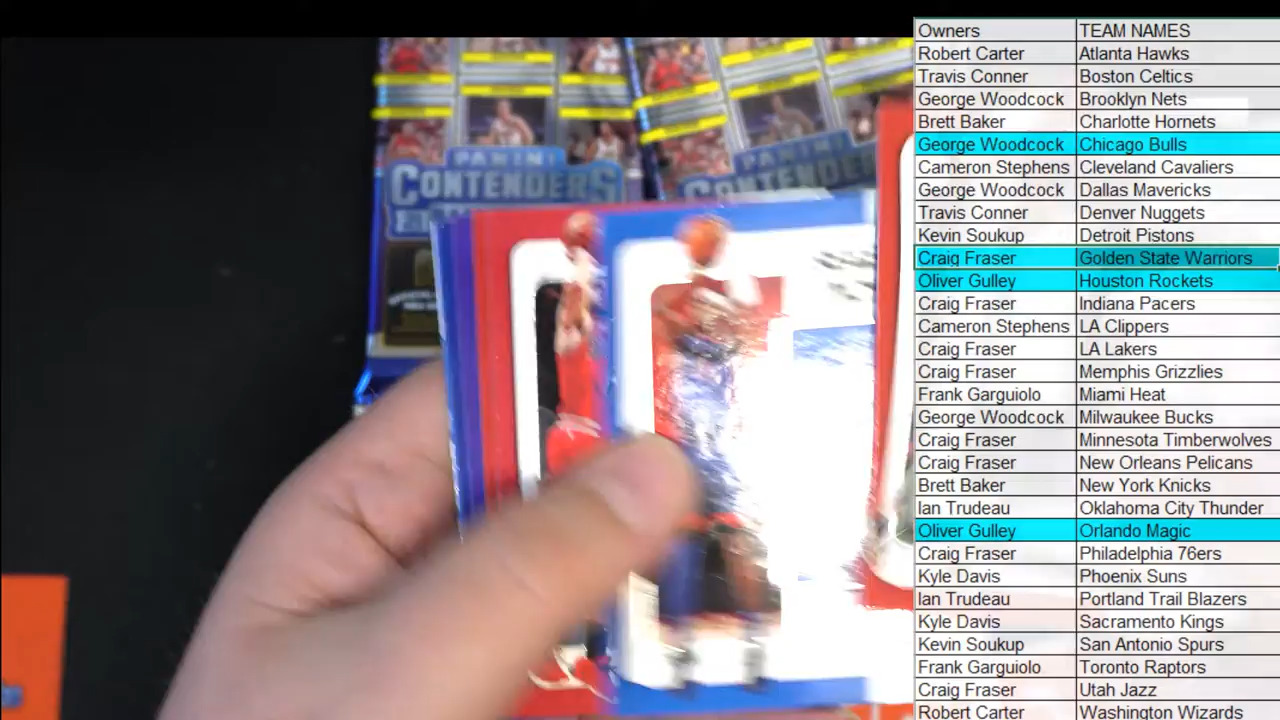 PANINI
CONTENDERS
PANINI
CONTENDERS
Owners TEAM NAMES
Robert Carter Atlanta Hawks
Travis Conner Boston Celtics
George Woodcock Brooklyn Nets
Brett Baker Charlotte Hornets
George Woodcock Chicago Bulls
Cameron Stephens Cleveland Cavaliers
George Woodcock Dallas Mavericks
Travis Conner Denver Nuggets
Kevin Soukup Detroit Pistons
Craig Fraser Golden State Warriors
Oliver Gulley Houston Rockets
Craig Fraser Indiana Pacers
Cameron Stephens LA Clippers
Craig Fraser LA Lakers
Craig Fraser Memphis Grizzlies
Frank Garguiolo Miami Heat
George Woodcock Milwaukee Bucks
Craig Fraser Minnesota Timberwolves
Craig Fraser New Orleans Pelicans
Brett Baker New York Knicks
Ian Trudeau Oklahoma City Thunder
Oliver Gulley Orlando Magic
Craig Fraser Philadelphia 76ers
Kyle Davis Phoenix Suns
Ian Trudeau Portland Trail Blazers
Kyle Davis Sacramento Kings
Kevin Soukup San Antonio Spurs
Frank Garguiolo Toronto Raptors
Craig Fraser Utah Jazz
Robert Carter Washington Wizards